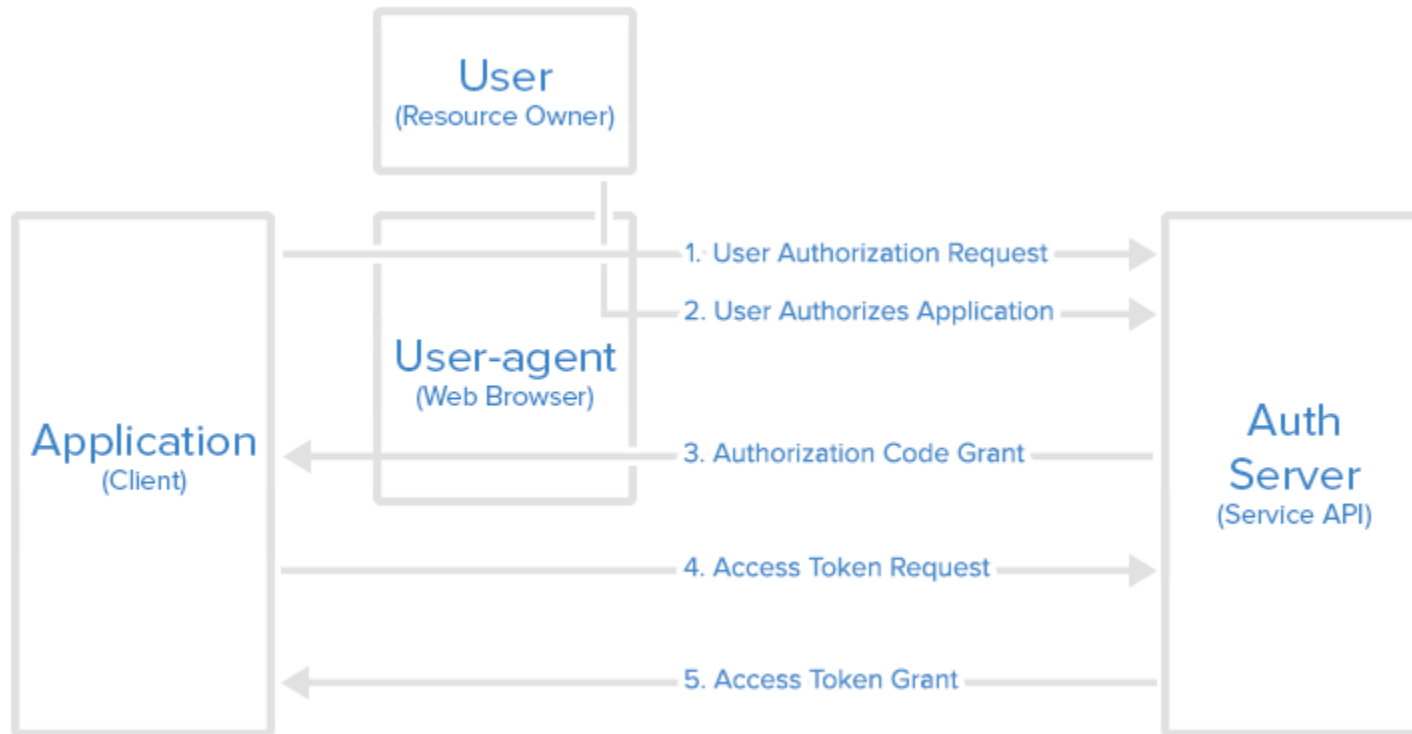 User
(Resource Owner)
1. User Authorization Request
2. User Authorizes Application
User-agent
(Web Browser)
Application
(Client)
3. Authorization Code Grant
Auth
Server
(Service API)
4. Access Token Request
5. Access Token Grant